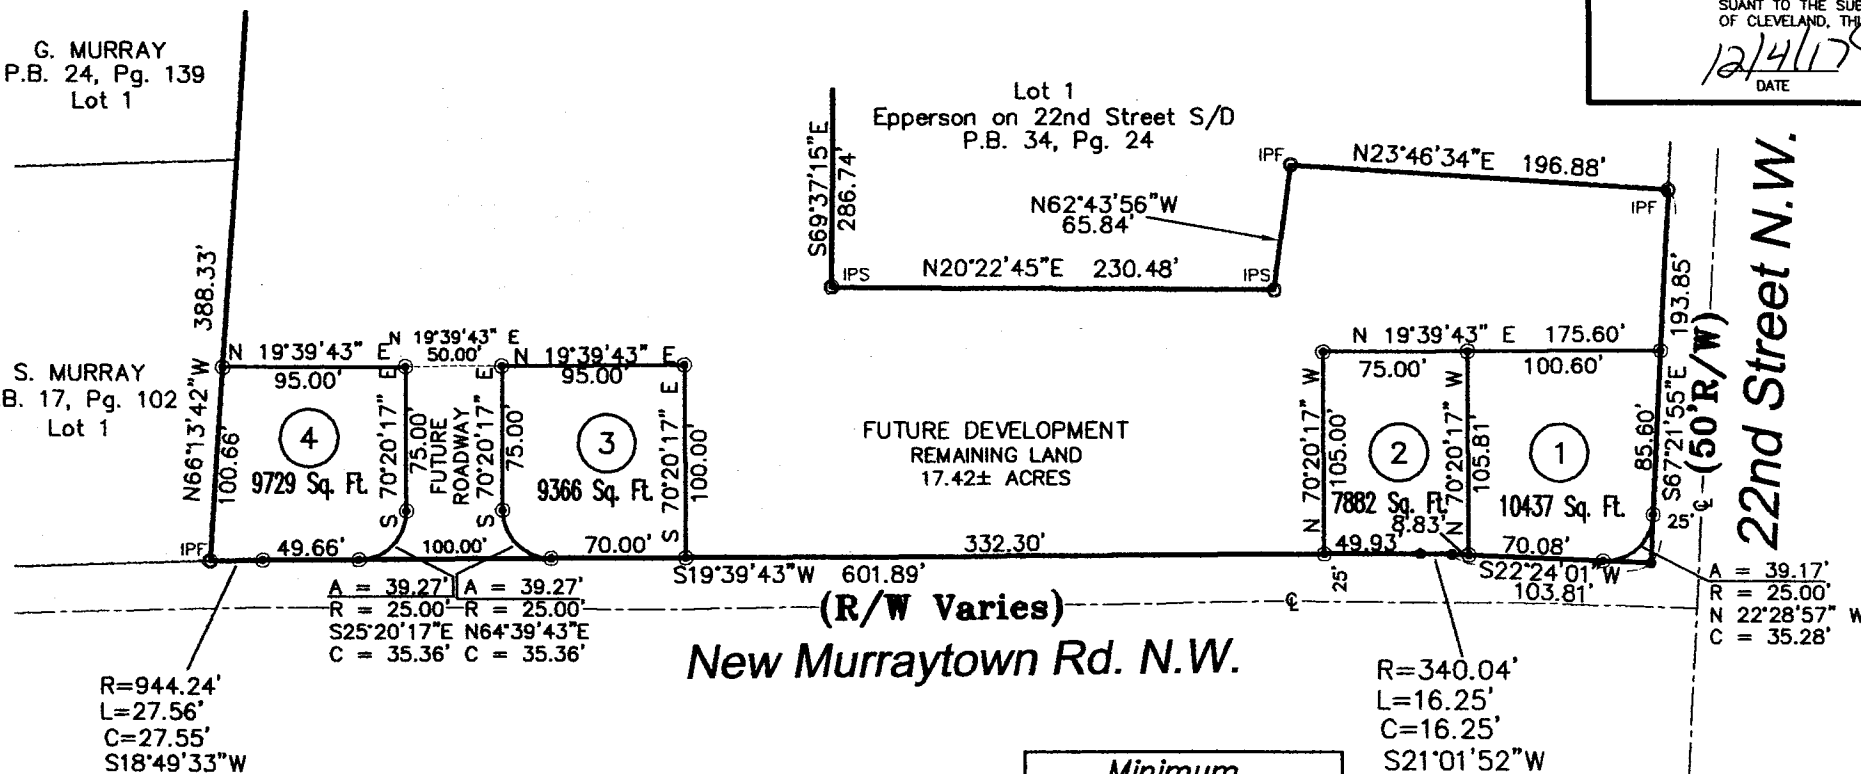 SUANT TO THE SUB
OF CLEVELAND, TH
12/4/17
DATE
G. MURRAY
P.B. 24, Pg. 139
Lot 1
Lot 1
Epperson on 22nd Street S/D
P.B. 34, Pg. 24
S69°37'15"E
286.74'
IPF
N23°46'34"E 196.88'
IPF
N62°43'56"W
65.84'
IPS
N20°22'45"E 230.48'
IPS
193.85'
22nd Street N.W.
(50'R/W)
388.33'
N66°13'42"W
100.66'
S. MURRAY
B. 17, Pg. 102
Lot 1
N 19°39'43" E
95.00'
N 19°39'43" E
50.00'
N 19°39'43" E
95.00'
N 19°39'43" E 175.60'
75.00'
100.60'
4
9729 Sq. Ft.
S 70°20'17" E
75.00'
FUTURE
ROADWAY
S 70°20'17" E
75.00'
3
9366 Sq. Ft.
S 70°20'17" E
100.00'
FUTURE DEVELOPMENT
REMAINING LAND
17.42± ACRES
N 70°20'17" W
105.00'
2
7882 Sq. Ft.
N 70°20'17" W
105.81'
1
10437 Sq. Ft.
85.60'
S67°21'55"E
℄
25'
IPF
49.66'
100.00'
70.00'
332.30'
49.93'
8.83'
70.08'
S19°39'43"W 601.89'
25'
S22°24'01"W
103.81'
A = 39.27'
R = 25.00'
S25°20'17"E
C = 35.36'
A = 39.27
R = 25.00'
N64°39'43"E
C = 35.36'
(R/W Varies)
℄
New Murraytown Rd. N.W.
A = 39.17'
R = 25.00'
N 22°28'57" W
C = 35.28'
R=944.24'
L=27.56'
C=27.55'
S18°49'33"W
R=340.04'
L=16.25'
C=16.25'
S21°01'52"W
Minimum